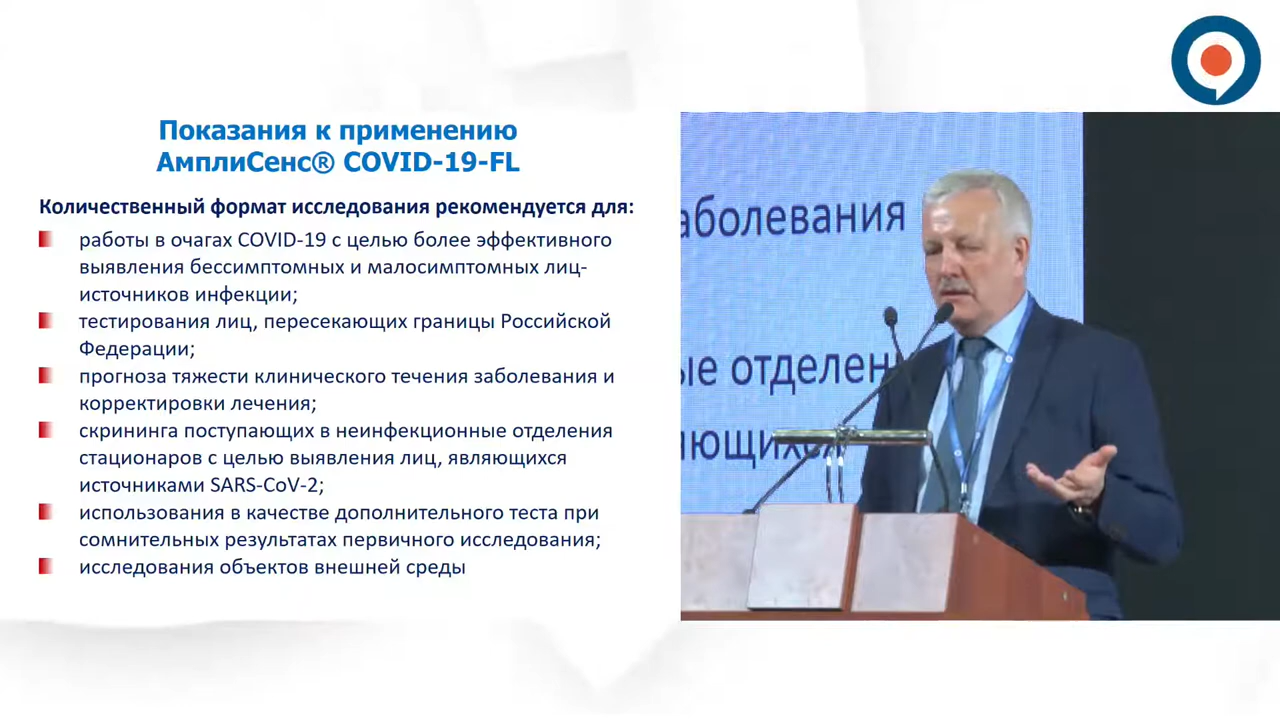 Показания к применению
АмплиСенс® COVID-19-FL
Количественный формат исследования рекомендуется для:
работы в очагах COVID-19 с целью более эффективного
выявления бессимптомных и малосимптомных лиц-
источников инфекции;
тестирования лиц, пересекающих границы Российской
Федерации;
прогноза тяжести клинического течения заболевания и
корректировки лечения;
скрининга поступающих в неинфекционные отделения
стационаров с целью выявления лиц, являющихся
источниками SARS-CoV-2;
использования в качестве дополнительного теста при
сомнительных результатах первичного исследования;
исследования объектов внешней среды
аболевания
ые отделен
яющихся